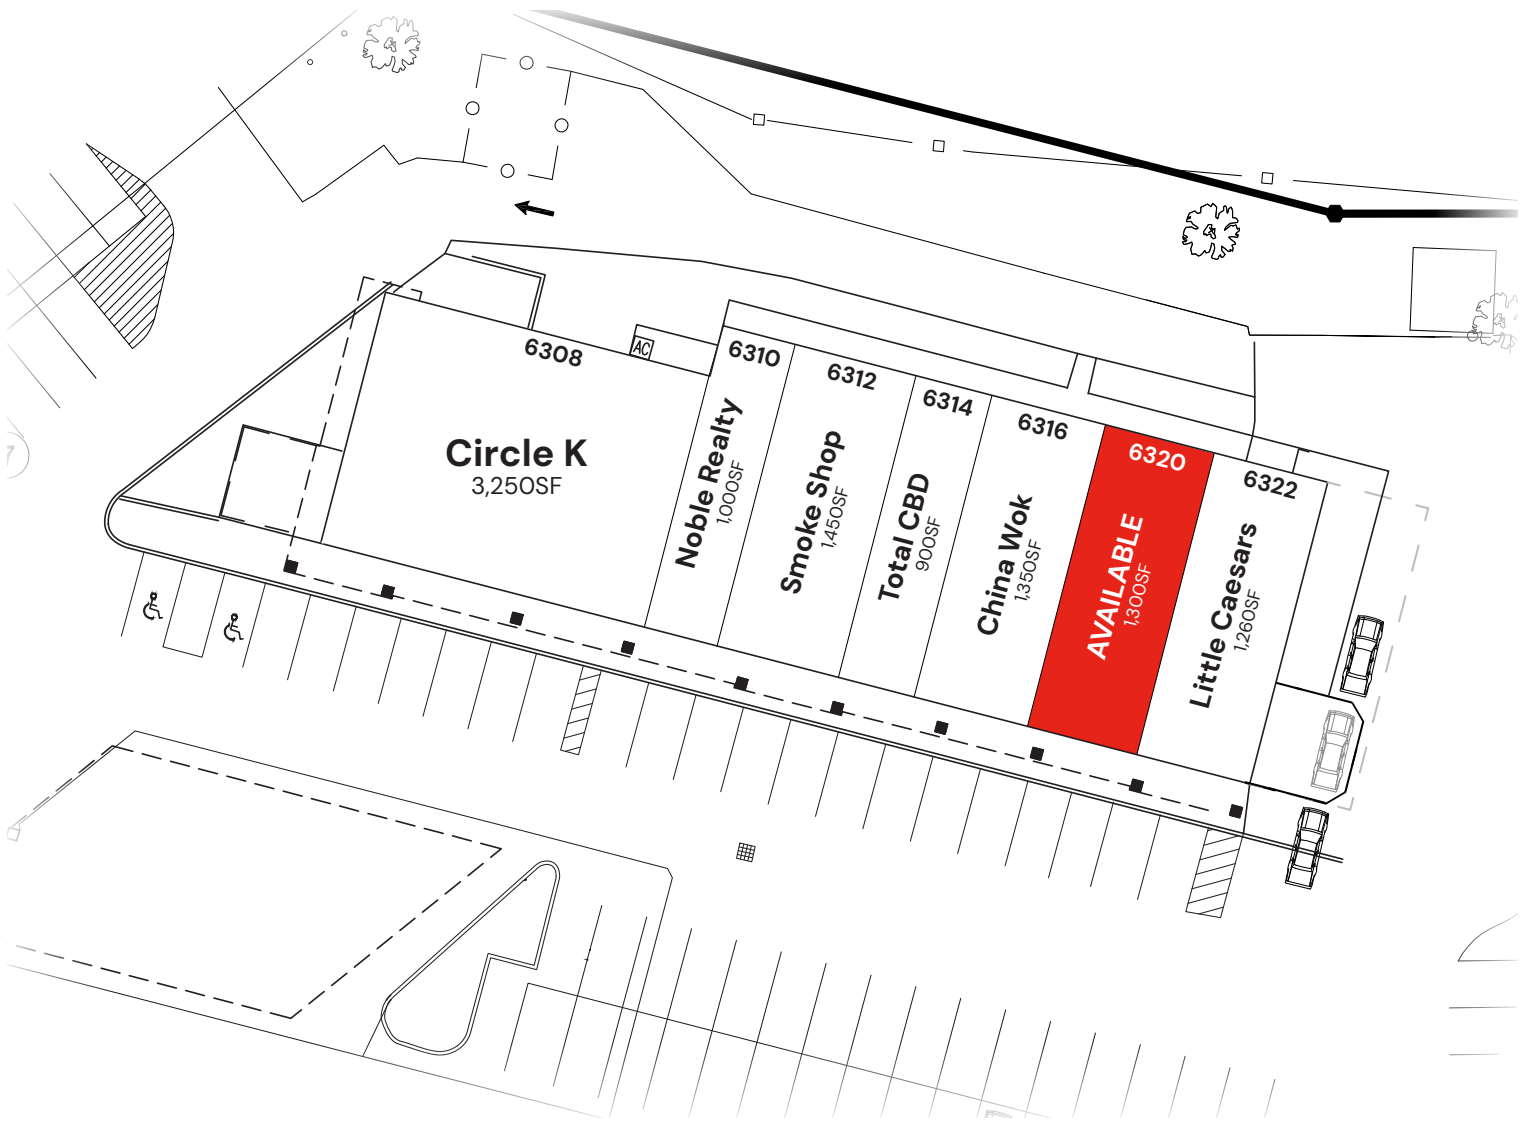 6308
AC
Circle K
3,250SF
6310
Noble Realty
1,000SF
6312
Smoke Shop
1,450SF
6314
Total CBD
900SF
6316
China Wok
1,350SF
6320
AVAILABLE
1,300SF
6322
Little Caesars
1,260SF
7